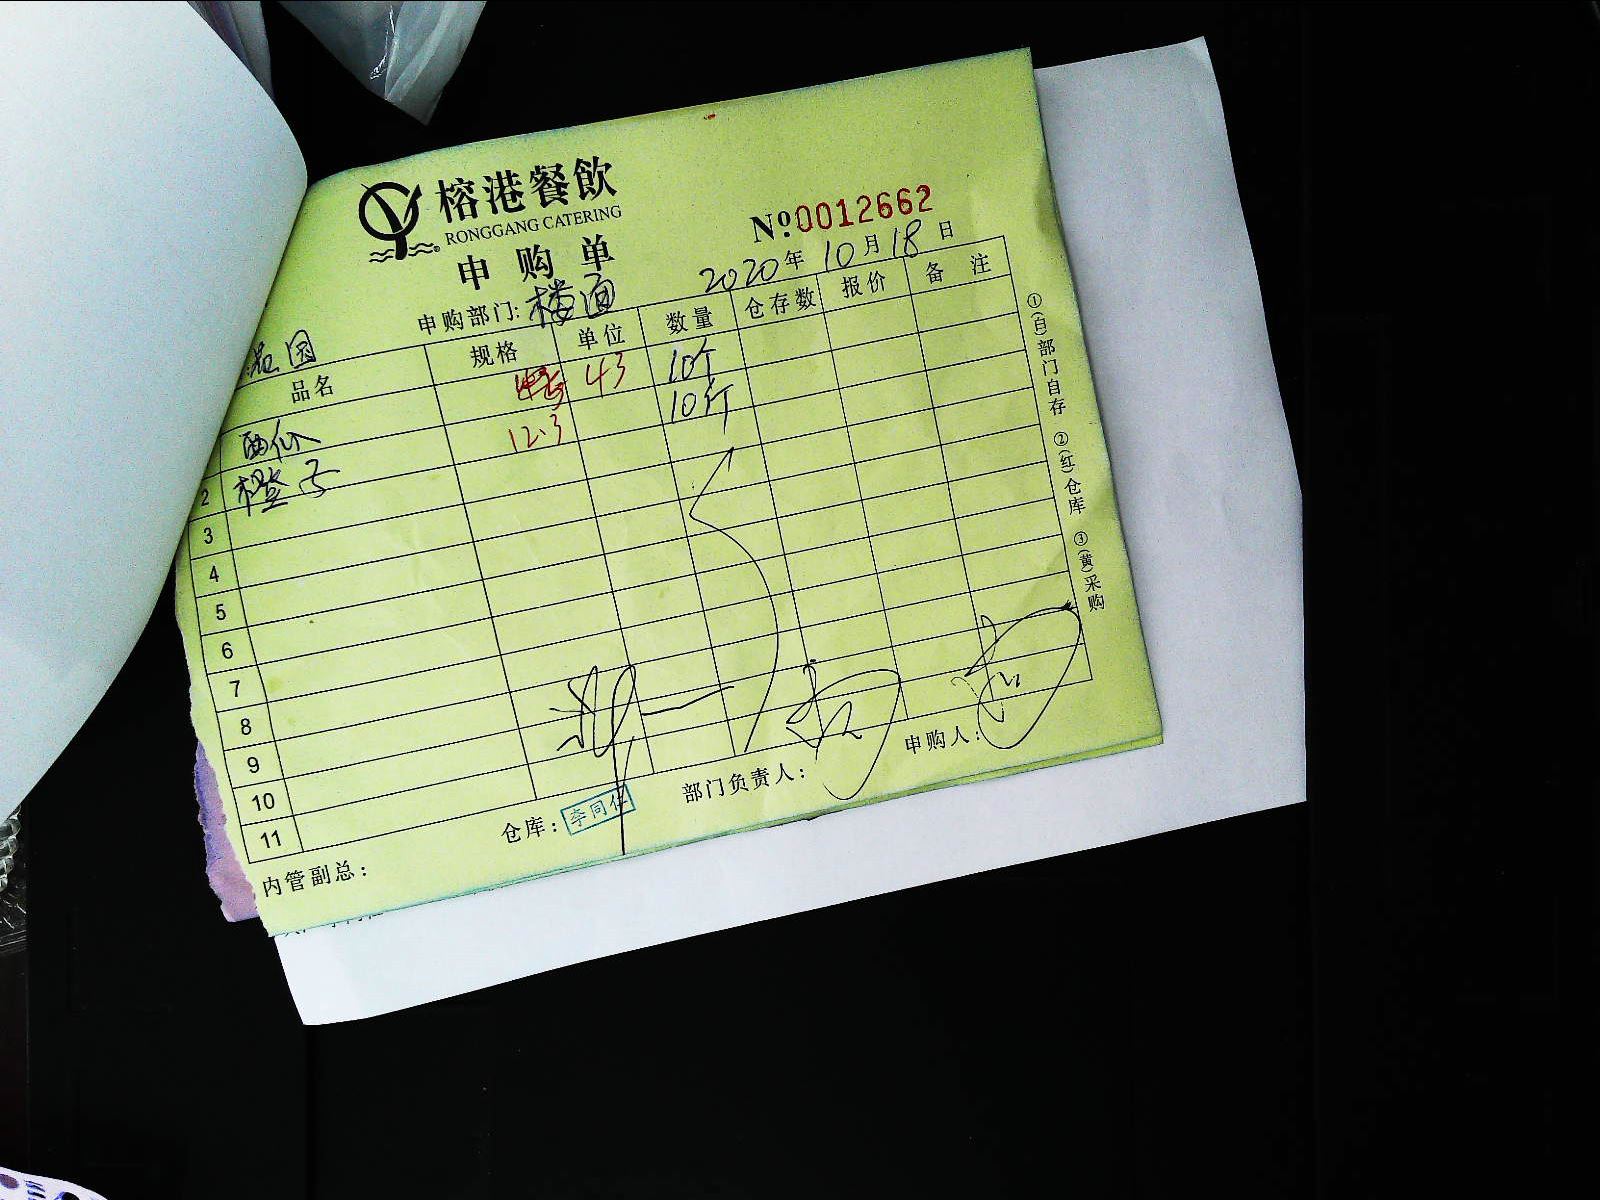 榕港餐飲
RONGGANG CATERING
申购单
№0012662
2020年10月18日
申购部门:楼面
品名 规格 单位 数量 仓存数 报价 备注
43 10个
12.3 10斤
2 橙子
3
4
5
6
7
8
9
10
11
内管副总:
仓库: 李同任
部门负责人:
申购人:
①(白)部门自存 ②(红)仓库 ③(黄)采购